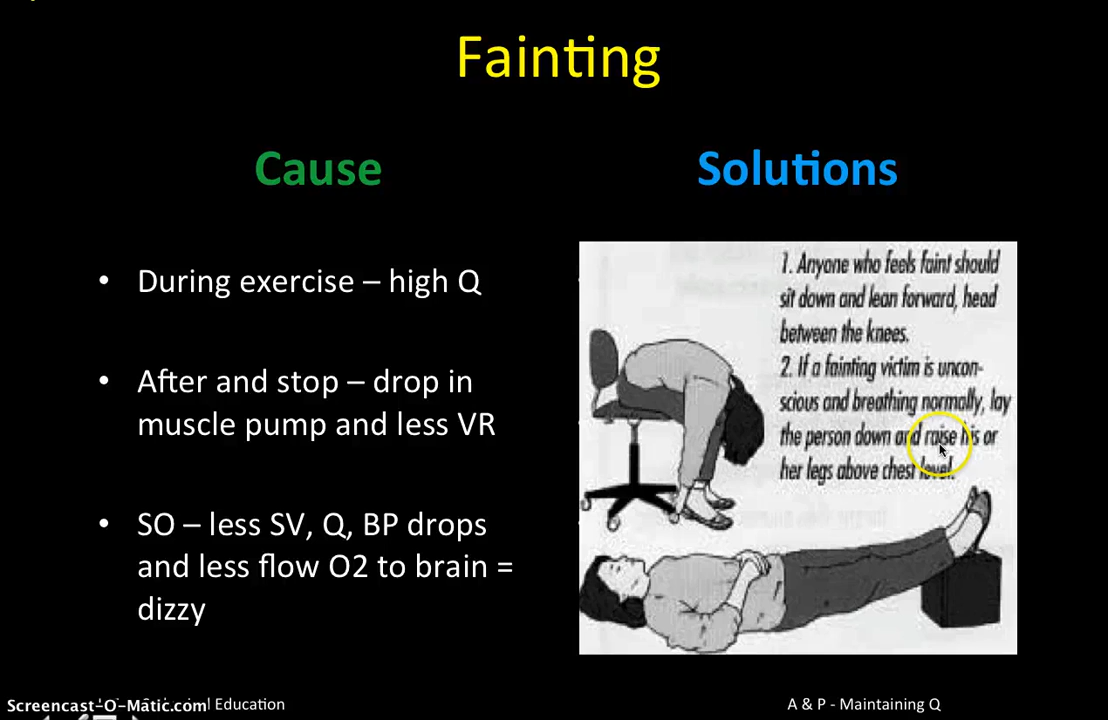 Fainting
Cause
Solutions
• During exercise – high Q
• After and stop – drop in
muscle pump and less VR
• SO – less SV, Q, BP drops
and less flow O2 to brain =
dizzy
1. Anyone who feels faint should
sit down and lean forward, head
between the knees.
2. If a fainting victim is uncon-
scious and breathing normally, lay
the person down and raise his or
her legs above chest level.
Screencast-O-Matic.com
Education
A & P - Maintaining Q